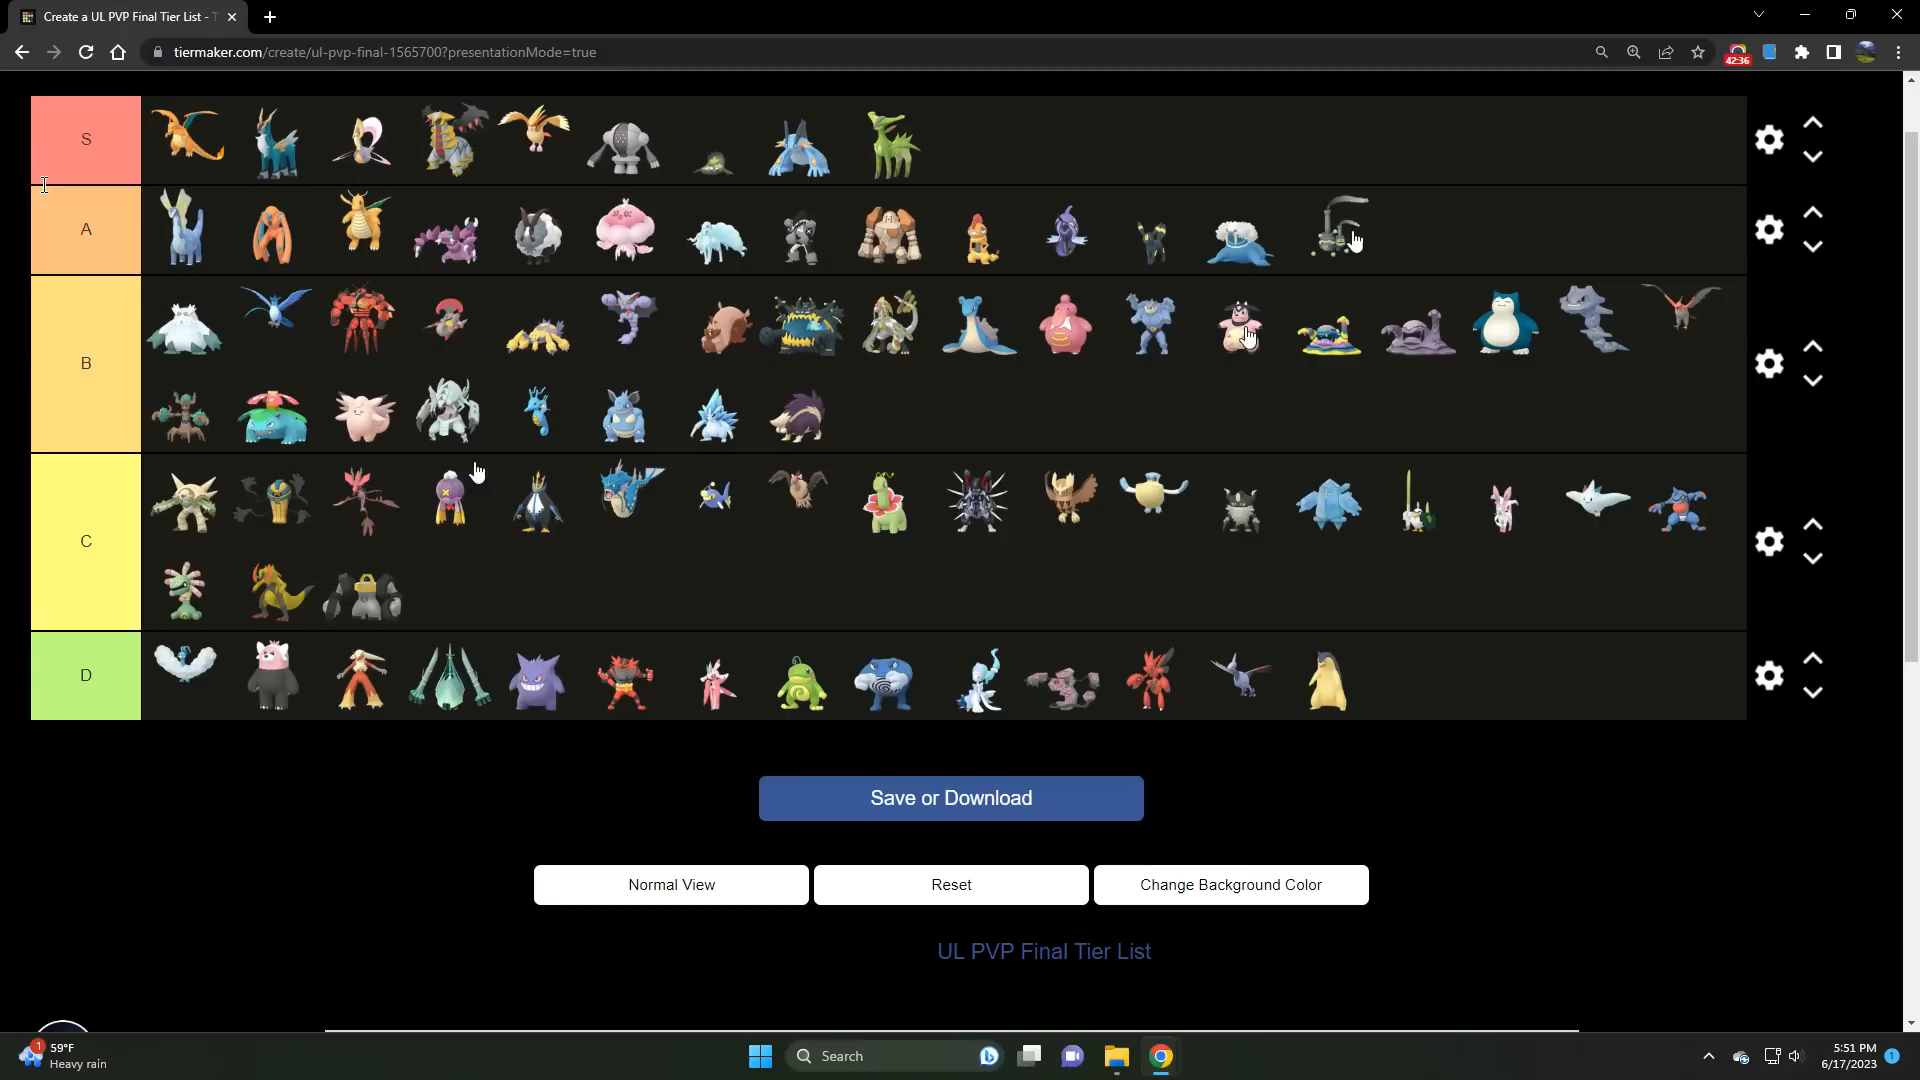 Create a UL PVP Final Tier List - T
tiermaker.com/create/ul-pvp-final-1565700?presentationMode=true
42:36
S
A
B
C
D
Save or Download
Normal View
Reset
Change Background Color
UL PVP Final Tier List
1
59°F
Heavy rain
Search
5:51 PM
6/17/2023
1